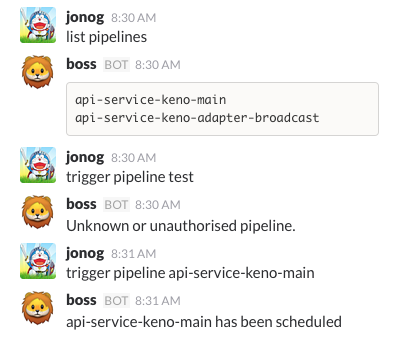 jonog 8:30 AM
list pipelines
boss BOT 8:30 AM
api-service-keno-main
api-service-keno-adapter-broadcast
jonog 8:30 AM
trigger pipeline test
boss BOT 8:30 AM
Unknown or unauthorised pipeline.
jonog 8:31 AM
trigger pipeline api-service-keno-main
boss BOT 8:31 AM
api-service-keno-main has been scheduled